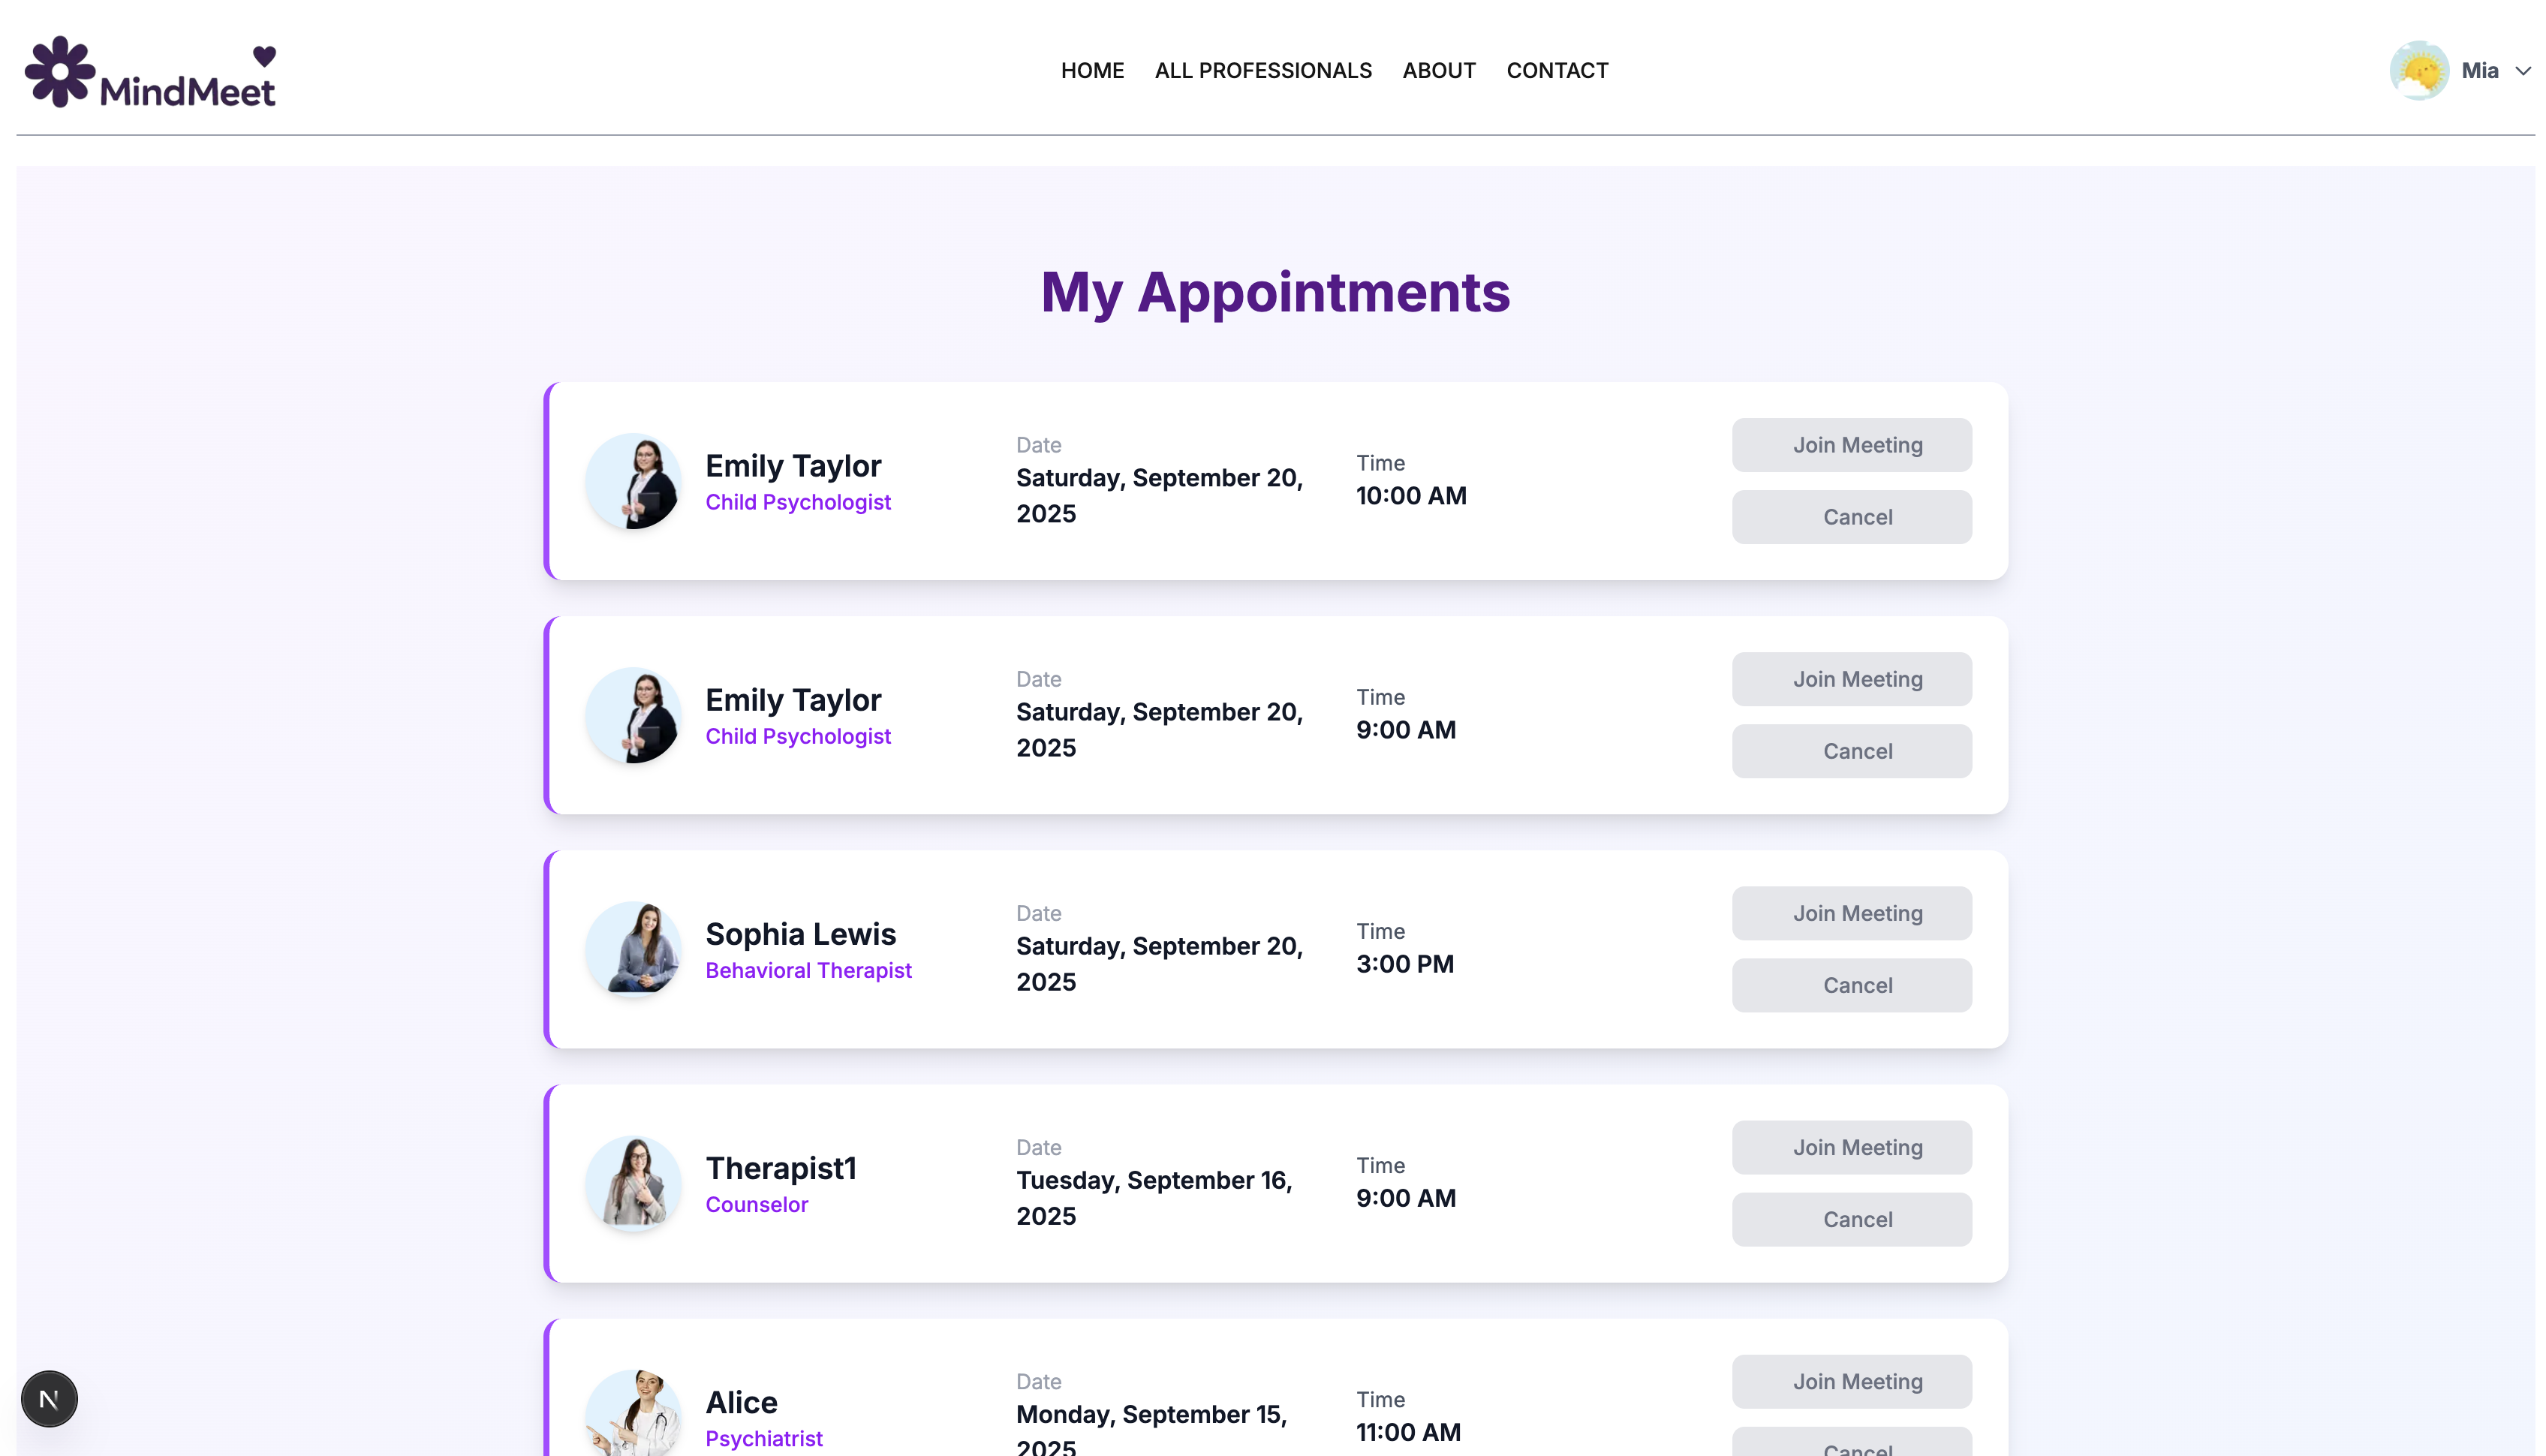 MindMeet
HOME ALL PROFESSIONALS ABOUT CONTACT
Mia
My Appointments
Emily Taylor
Child Psychologist
Date
Saturday, September 20,
2025
Time
10:00 AM
Join Meeting
Cancel
Emily Taylor
Child Psychologist
Date
Saturday, September 20,
2025
Time
9:00 AM
Join Meeting
Cancel
Sophia Lewis
Behavioral Therapist
Date
Saturday, September 20,
2025
Time
3:00 PM
Join Meeting
Cancel
Therapist1
Counselor
Date
Tuesday, September 16,
2025
Time
9:00 AM
Join Meeting
Cancel
Alice
Psychiatrist
Date
Monday, September 15,
2025
Time
11:00 AM
Join Meeting
Cancel
N